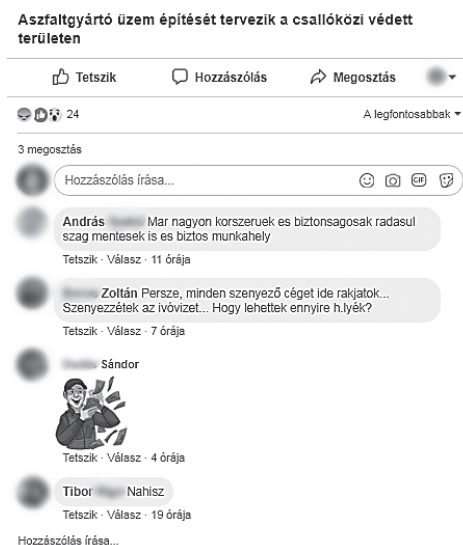 Aszfaltgyártó üzem építését tervezik a csallóközi védett
területen
Tetszik Hozzászólás Megosztás
24 A legfontosabbak
3 megosztás
Hozzászólás írása... GIF
András Mar nagyon korszeruek es biztonsagosak radasul
szag mentesek is es biztos munkahely
Tetszik · Válasz · 11 órája
Zoltán Persze, minden szenyező céget ide rakjatok...
Szenyezzétek az ivóvizet... Hogy lehettek ennyire h.lyék?
Tetszik · Válasz · 7 órája
Sándor
Tetszik · Válasz · 4 órája
Tibor Nahisz
Tetszik · Válasz · 19 órája
Hozzászólás írása...